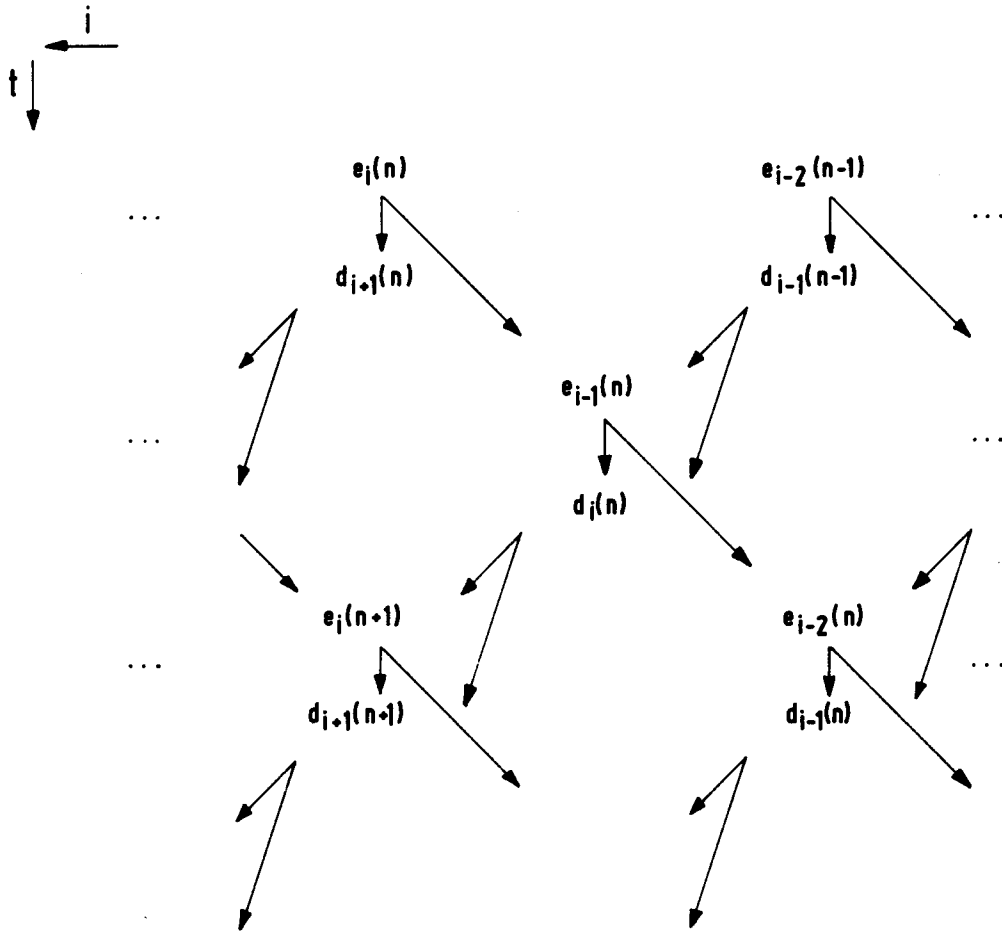 i
t
e_i(n) e_{i-2}(n-1)
... ...
d_{i+1}(n) d_{i-1}(n-1)
e_{i-1}(n)
... ...
d_i(n)
e_i(n+1) e_{i-2}(n)
... ...
d_{i+1}(n+1) d_{i-1}(n)